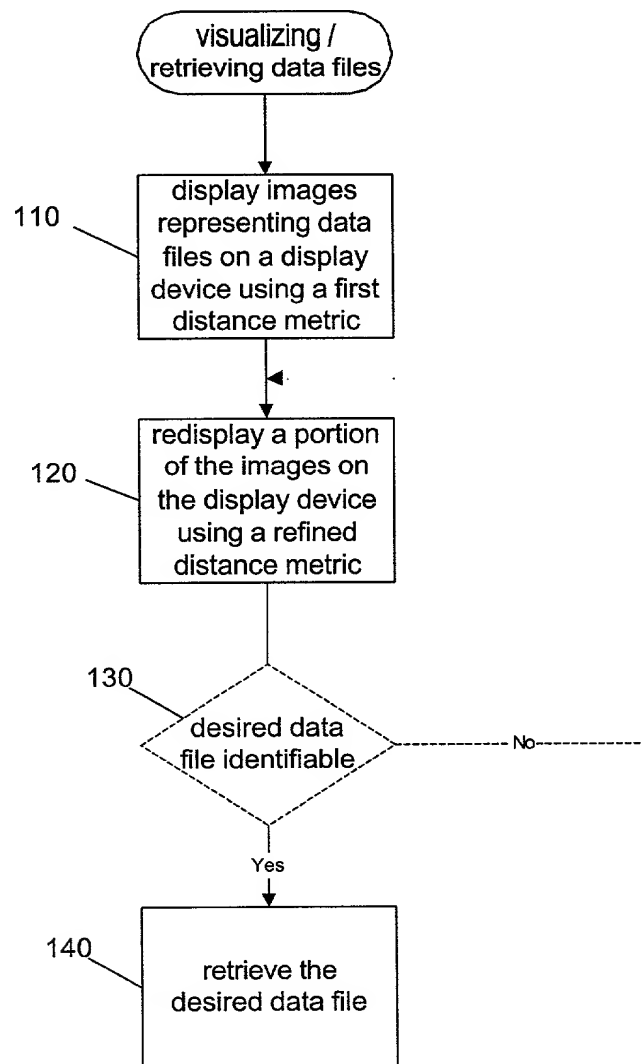 visualizing /
retrieving data files
110
display images
representing data
files on a display
device using a first
distance metric
120
redisplay a portion
of the images on
the display device
using a refined
distance metric
130
desired data
file identifiable
No
Yes
140
retrieve the
desired data file